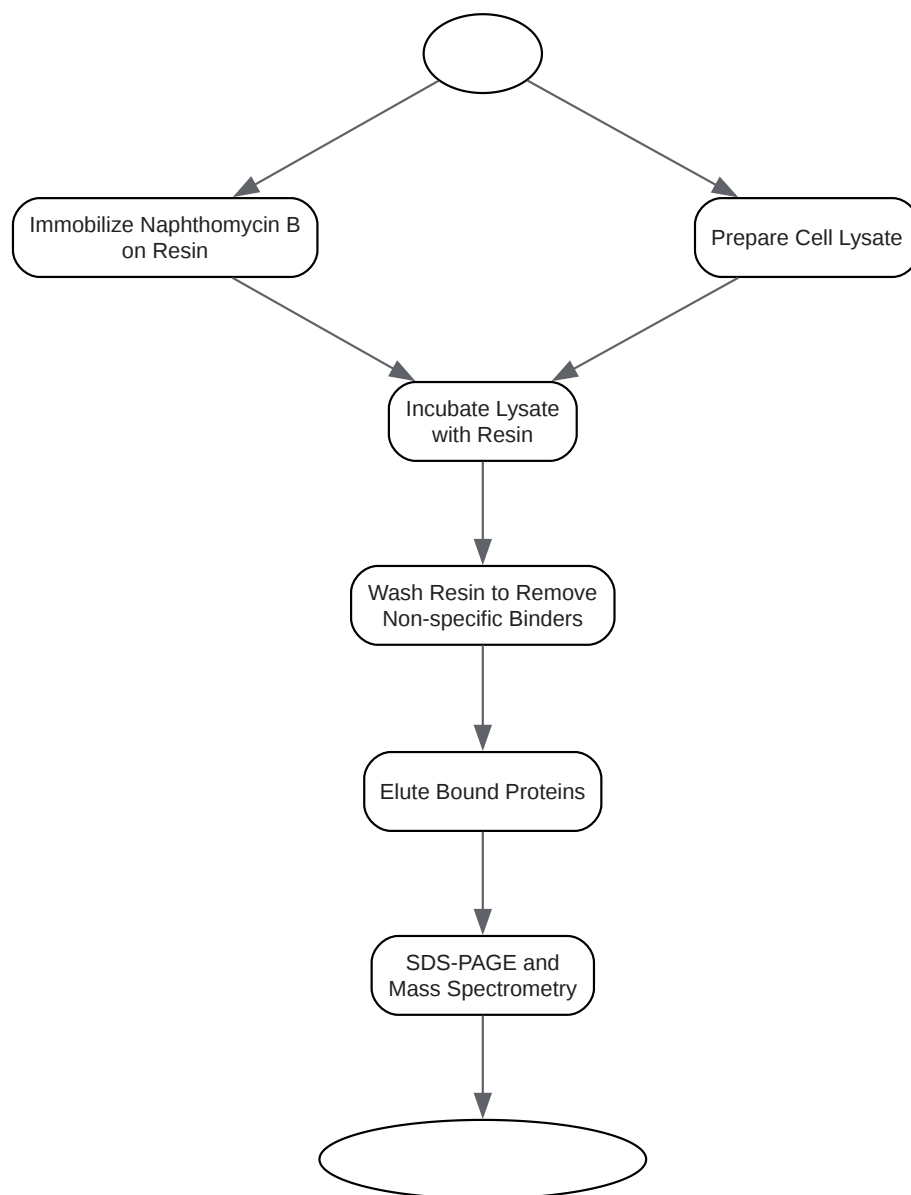 Immobilize Naphthomycin B
on Resin
Prepare Cell Lysate
Incubate Lysate
with Resin
Wash Resin to Remove
Non-specific Binders
Elute Bound Proteins
SDS-PAGE and
Mass Spectrometry